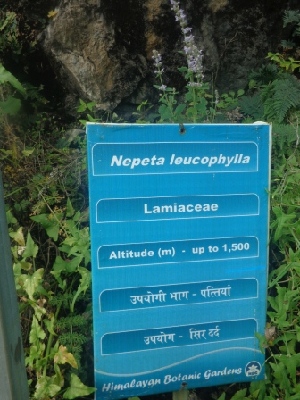 Nepeta leucophylla
Lamiaceae
Altitude (m) - up to 1,500
उपयोगी भाग - पत्तियां
उपयोग - सिर दर्द
Himalayan Botanic Gardens